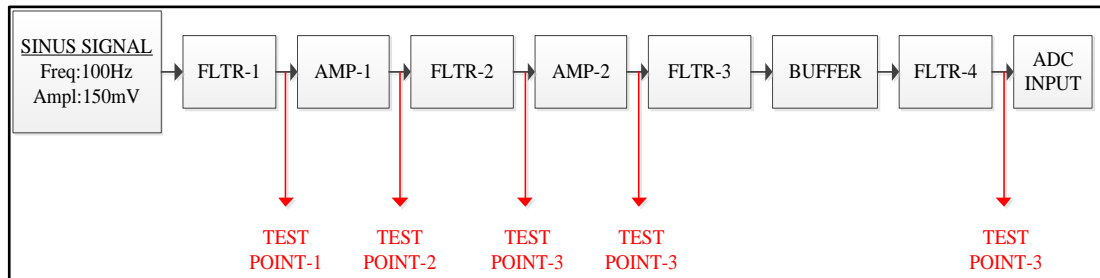 SINUS SIGNAL
Freq:100Hz
Ampl:150mV
FLTR-1
AMP-1
FLTR-2
AMP-2
FLTR-3
BUFFER
FLTR-4
ADC
INPUT
TEST
POINT-1
TEST
POINT-2
TEST
POINT-3
TEST
POINT-3
TEST
POINT-3